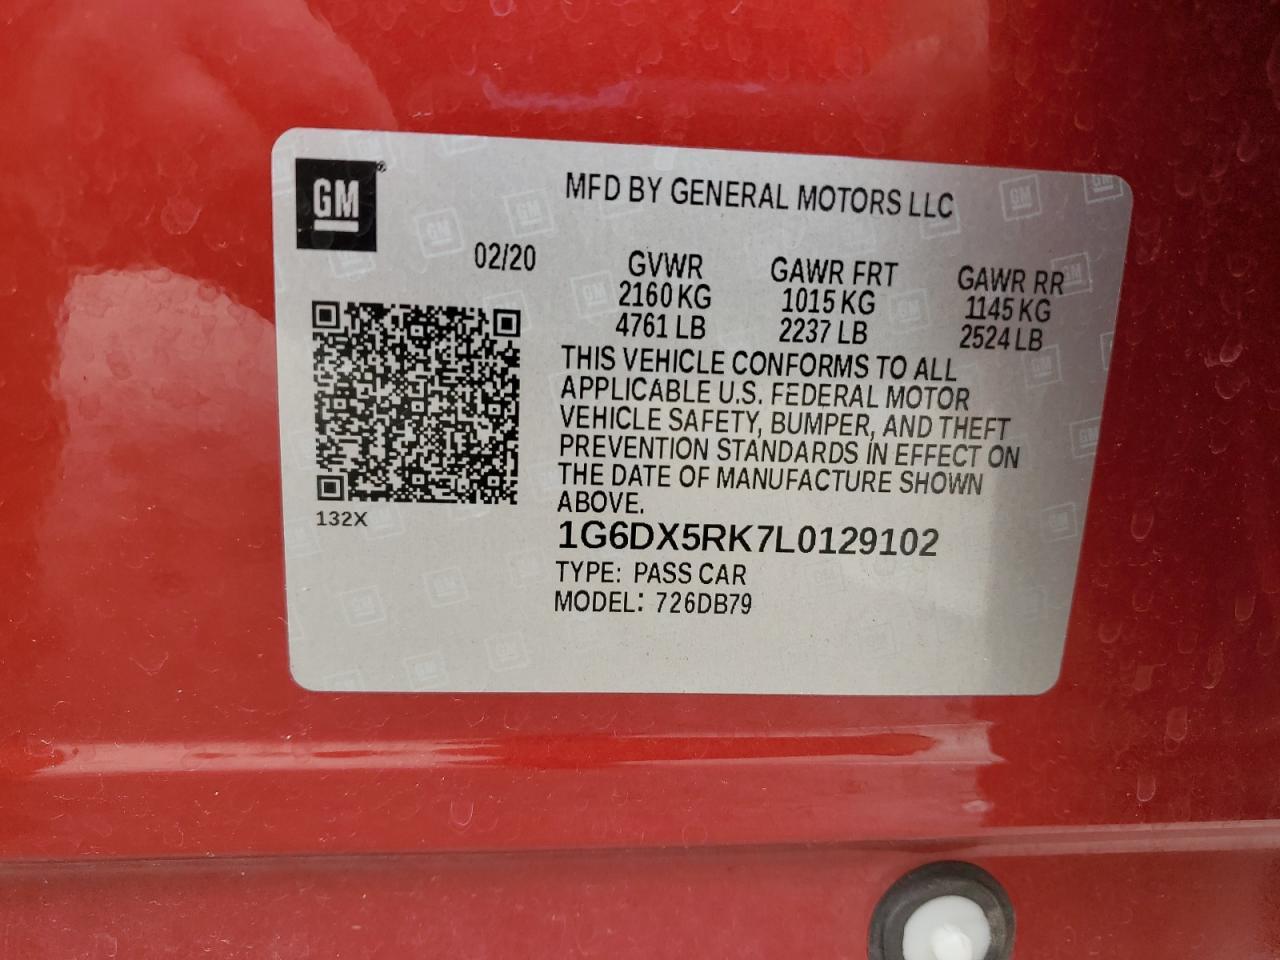 GM
MFD BY GENERAL MOTORS LLC
02/20
GVWR GAWR FRT GAWR RR
2160 KG 1015 KG 1145 KG
4761 LB 2237 LB 2524 LB
THIS VEHICLE CONFORMS TO ALL
APPLICABLE U.S. FEDERAL MOTOR
VEHICLE SAFETY, BUMPER, AND THEFT
PREVENTION STANDARDS IN EFFECT ON
THE DATE OF MANUFACTURE SHOWN
ABOVE.
132X
1G6DX5RK7L0129102
TYPE: PASS CAR
MODEL: 726DB79